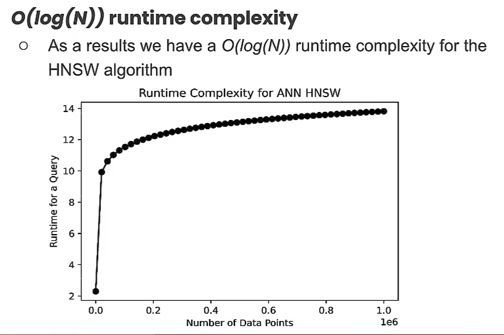 O(log(N)) runtime complexity
o As a results we have a O(log(N)) runtime complexity for the
HNSW algorithm
Runtime Complexity for ANN HNSW
14
12
10
8
6
4
2
Runtime for a Query
0.0 0.2 0.4 0.6 0.8 1.0
1e6
Number of Data Points